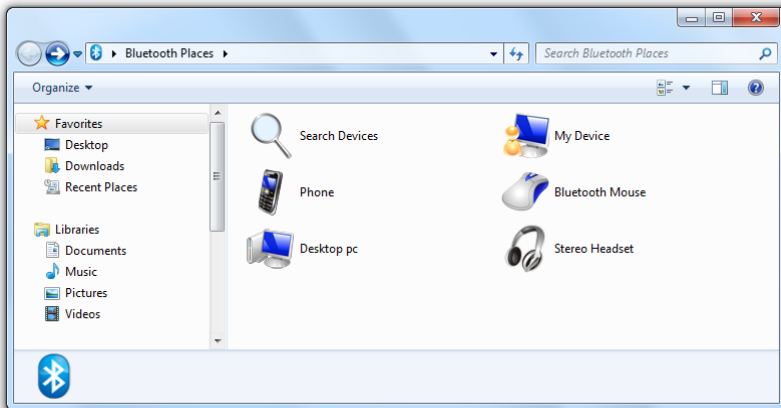 Bluetooth Places
Search Bluetooth Places
Organize
Favorites
Desktop
Downloads
Recent Places
Libraries
Documents
Music
Pictures
Videos
Search Devices
My Device
Phone
Bluetooth Mouse
Desktop pc
Stereo Headset